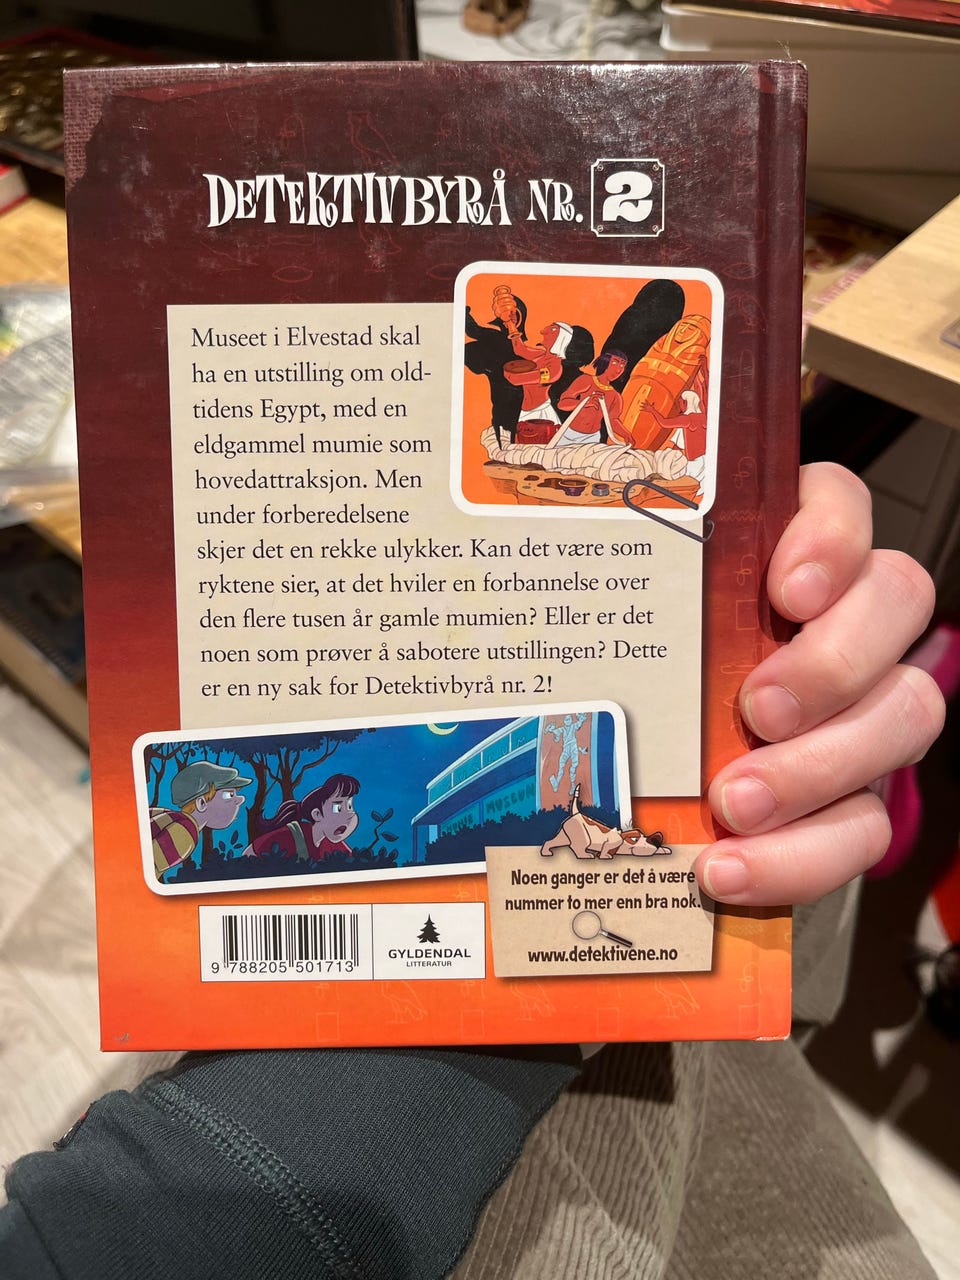 DETEKTIVBYRÅ NR. 2
Museet i Elvestad skal
ha en utstilling om old-
tidens Egypt, med en
eldgammel mumie som
hovedattraksjon. Men
under forberedelsene
skjer det en rekke ulykker. Kan det være som
ryktene sier, at det hviler en forbannelse over
den flere tusen år gamle mumien? Eller er det
noen som prøver å sabotere utstillingen? Dette
er en ny sak for Detektivbyrå nr. 2!
MUSEUM
Noen ganger er det å være
nummer to mer enn bra nok.
www.detektivene.no
9 788205 501713
GYLDENDAL
LITTERATUR